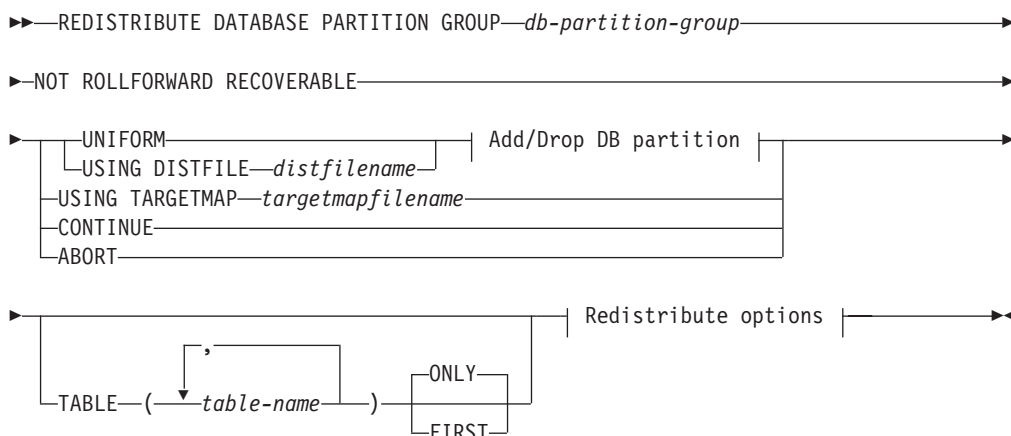 REDISTRIBUTE DATABASE PARTITION GROUP db-partition-group
NOT ROLLFORWARD RECOVERABLE
UNIFORM Add/Drop DB partition
USING DISTFILE distfilename
USING TARGETMAP targetmapfilename
CONTINUE
ABORT
Redistribute options
,
ONLY
TABLE ( table-name )
FIRST